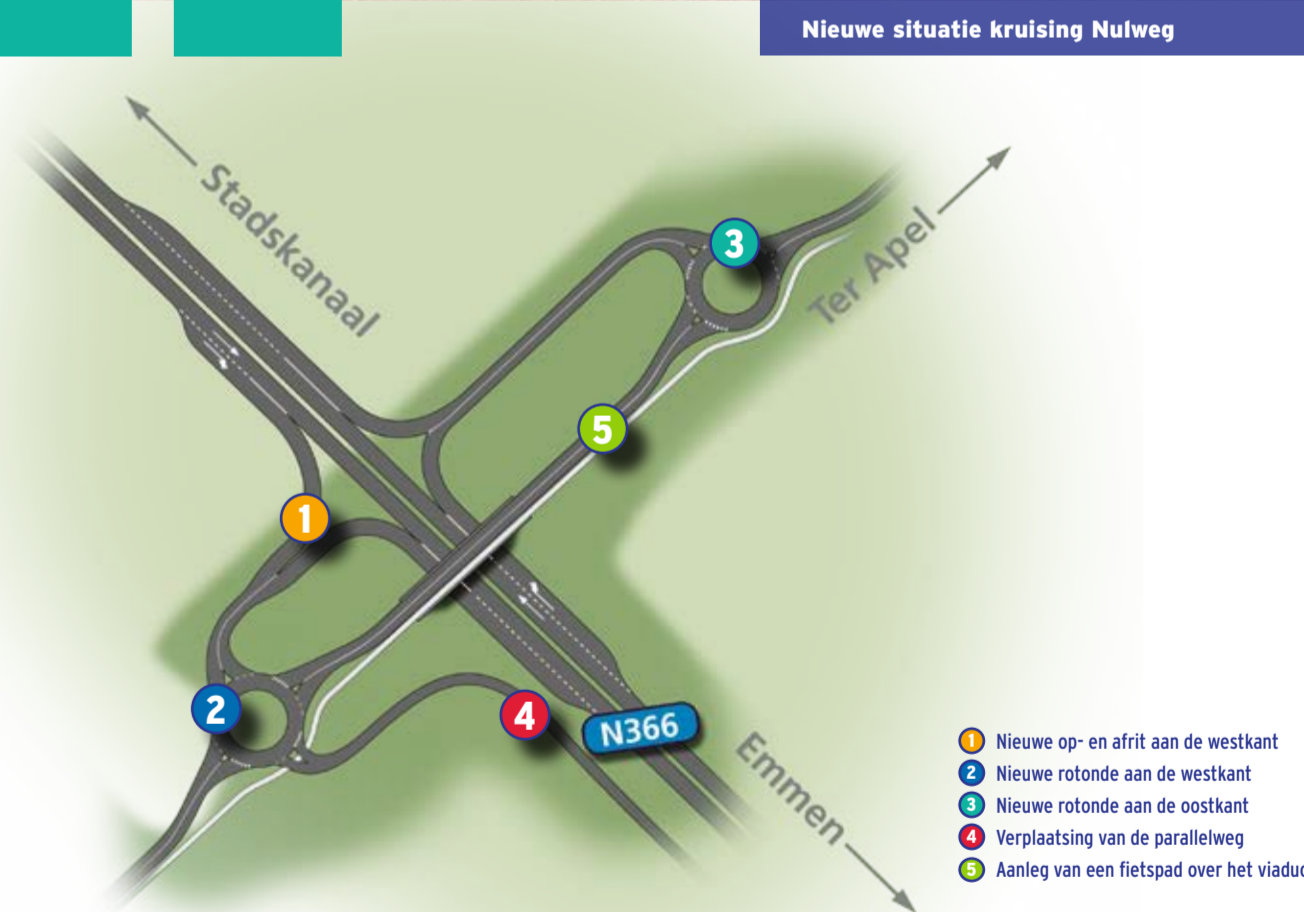 Nieuwe situatie kruising Nulweg
Stadskanaal
Ter Apel
3
5
1
2
4
N366
Emmen
1 Nieuwe op- en afrit aan de westkant
2 Nieuwe rotonde aan de westkant
3 Nieuwe rotonde aan de oostkant
4 Verplaatsing van de parallelweg
5 Aanleg van een fietspad over het viaduc